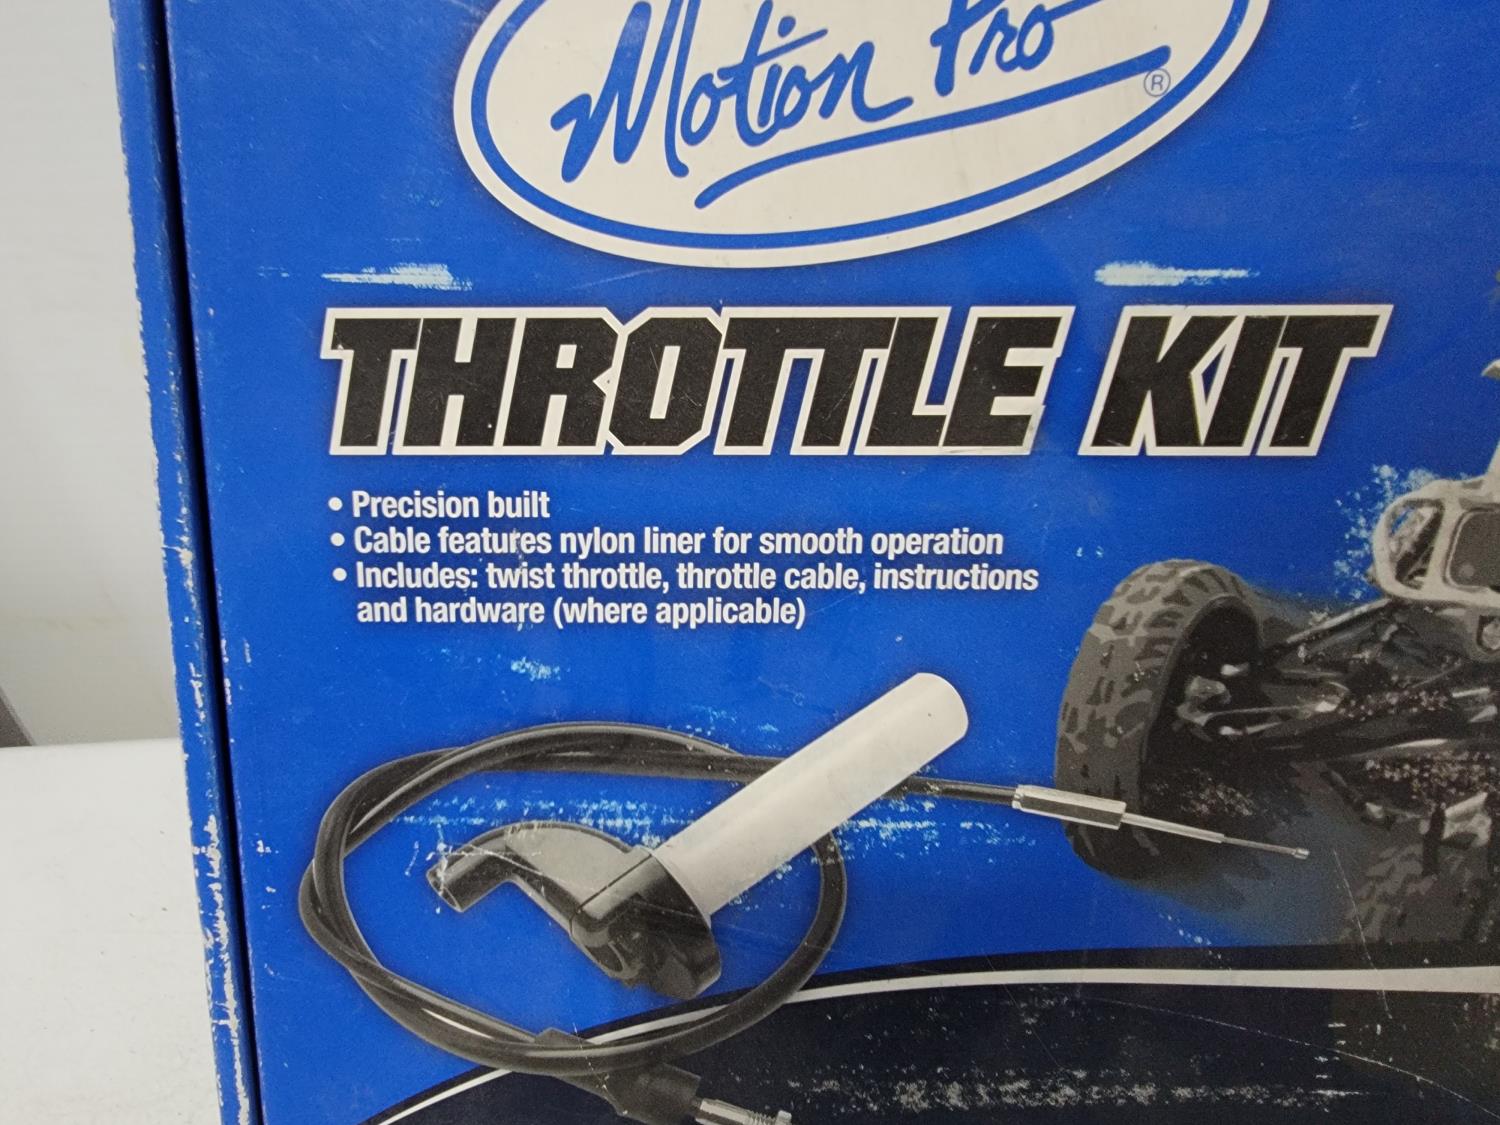 Motion Pro ®
THROTTLE KIT
• Precision built
• Cable features nylon liner for smooth operation
• Includes: twist throttle, throttle cable, instructions
and hardware (where applicable)